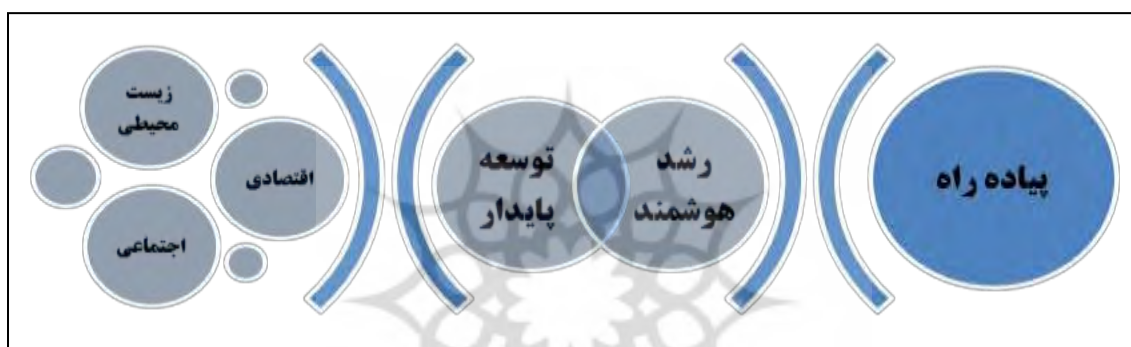 پیاده راه
رشد
هوشمند
توسعه
پایدار
زیست
محیطی
اقتصادی
اجتماعی